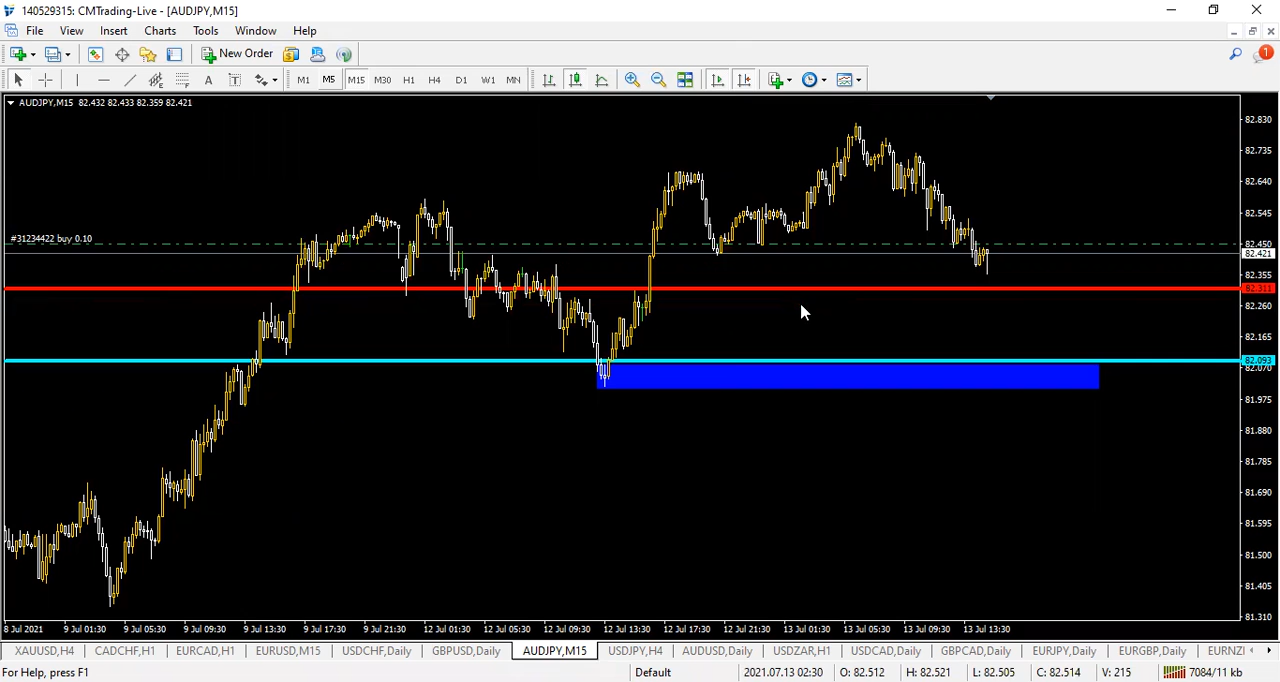 140529315: CMTrading-Live - [AUDJPY,M15]
File View Insert Charts Tools Window Help
New Order 1
A T M1 M5 M15 M30 H1 H4 D1 W1 MN
AUDJPY,M15 82.432 82.433 82.359 82.421
82.830
82.735
82.640
82.545
#31234422 buy 0.10
82.450
82.421
82.355
82.311
82.260
82.165
82.093
82.070
81.975
81.880
81.785
81.690
81.595
81.500
81.405
81.310
8 Jul 2021 9 Jul 01:30 9 Jul 05:30 9 Jul 09:30 9 Jul 13:30 9 Jul 17:30 9 Jul 21:30 12 Jul 01:30 12 Jul 05:30 12 Jul 09:30 12 Jul 13:30 12 Jul 17:30 12 Jul 21:30 13 Jul 01:30 13 Jul 05:30 13 Jul 09:30 13 Jul 13:30
XAUUSD,H4 CADCHF,H1 EURCAD,H1 EURUSD,M15 USDCHF,Daily GBPUSD,Daily AUDJPY,M15 USDJPY,H4 AUDUSD,Daily USDZAR,H1 USDCAD,Daily GBPCAD,Daily EURJPY,Daily EURGBP,Daily EURNZ
For Help, press F1 Default 2021.07.13 02:30 O: 82.512 H: 82.521 L: 82.505 C: 82.514 V: 215 7084/11 kb